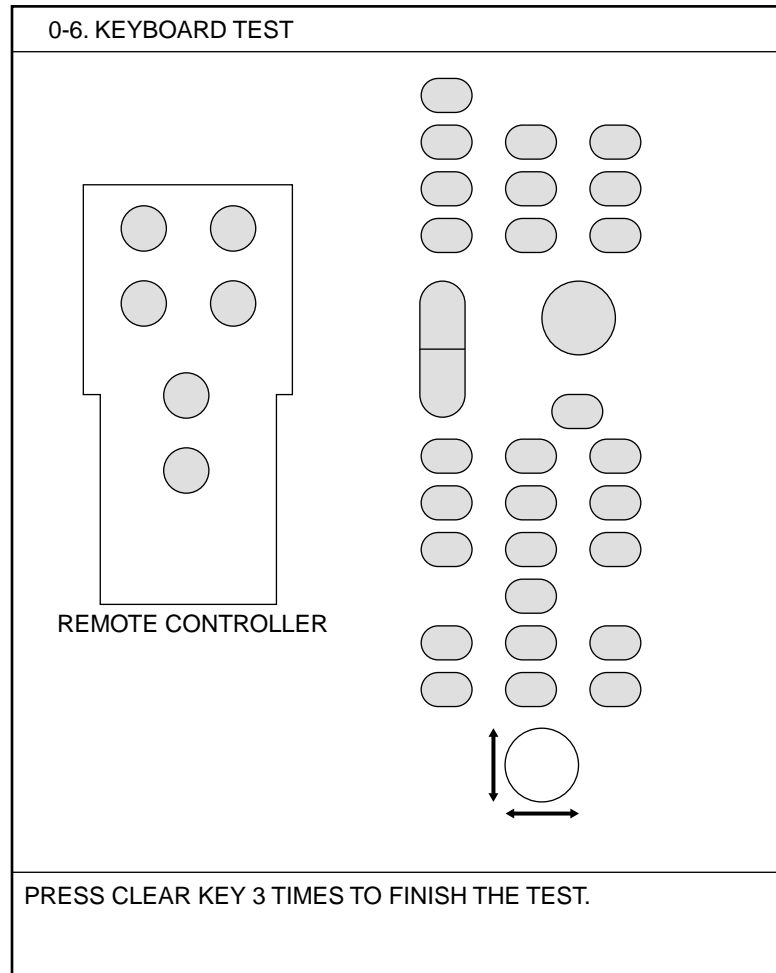 0-6. KEYBOARD TEST
REMOTE CONTROLLER
PRESS CLEAR KEY 3 TIMES TO FINISH THE TEST.